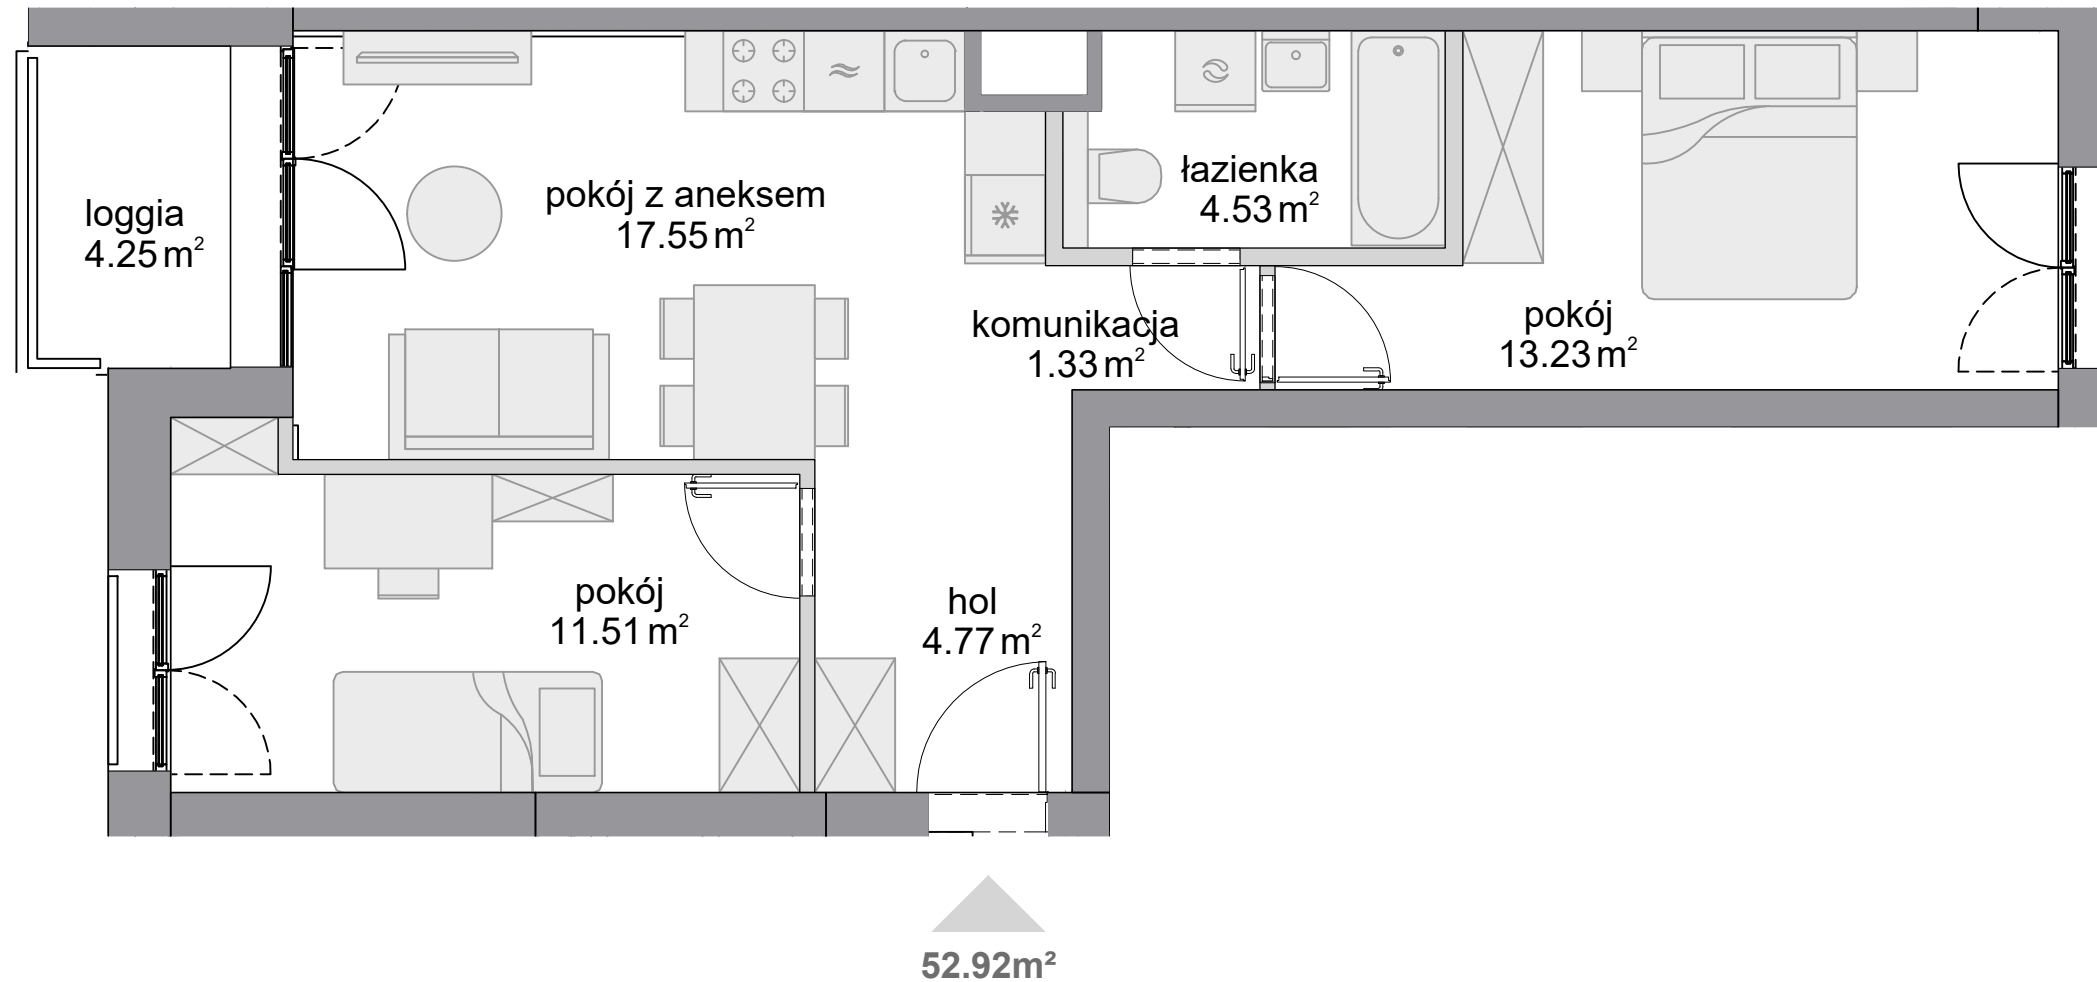 loggia
4.25 m²
pokój z aneksem
17.55 m²
łazienka
4.53 m²
komunikacja
1.33 m²
pokój
13.23 m²
pokój
11.51 m²
hol
4.77 m²
52.92m²